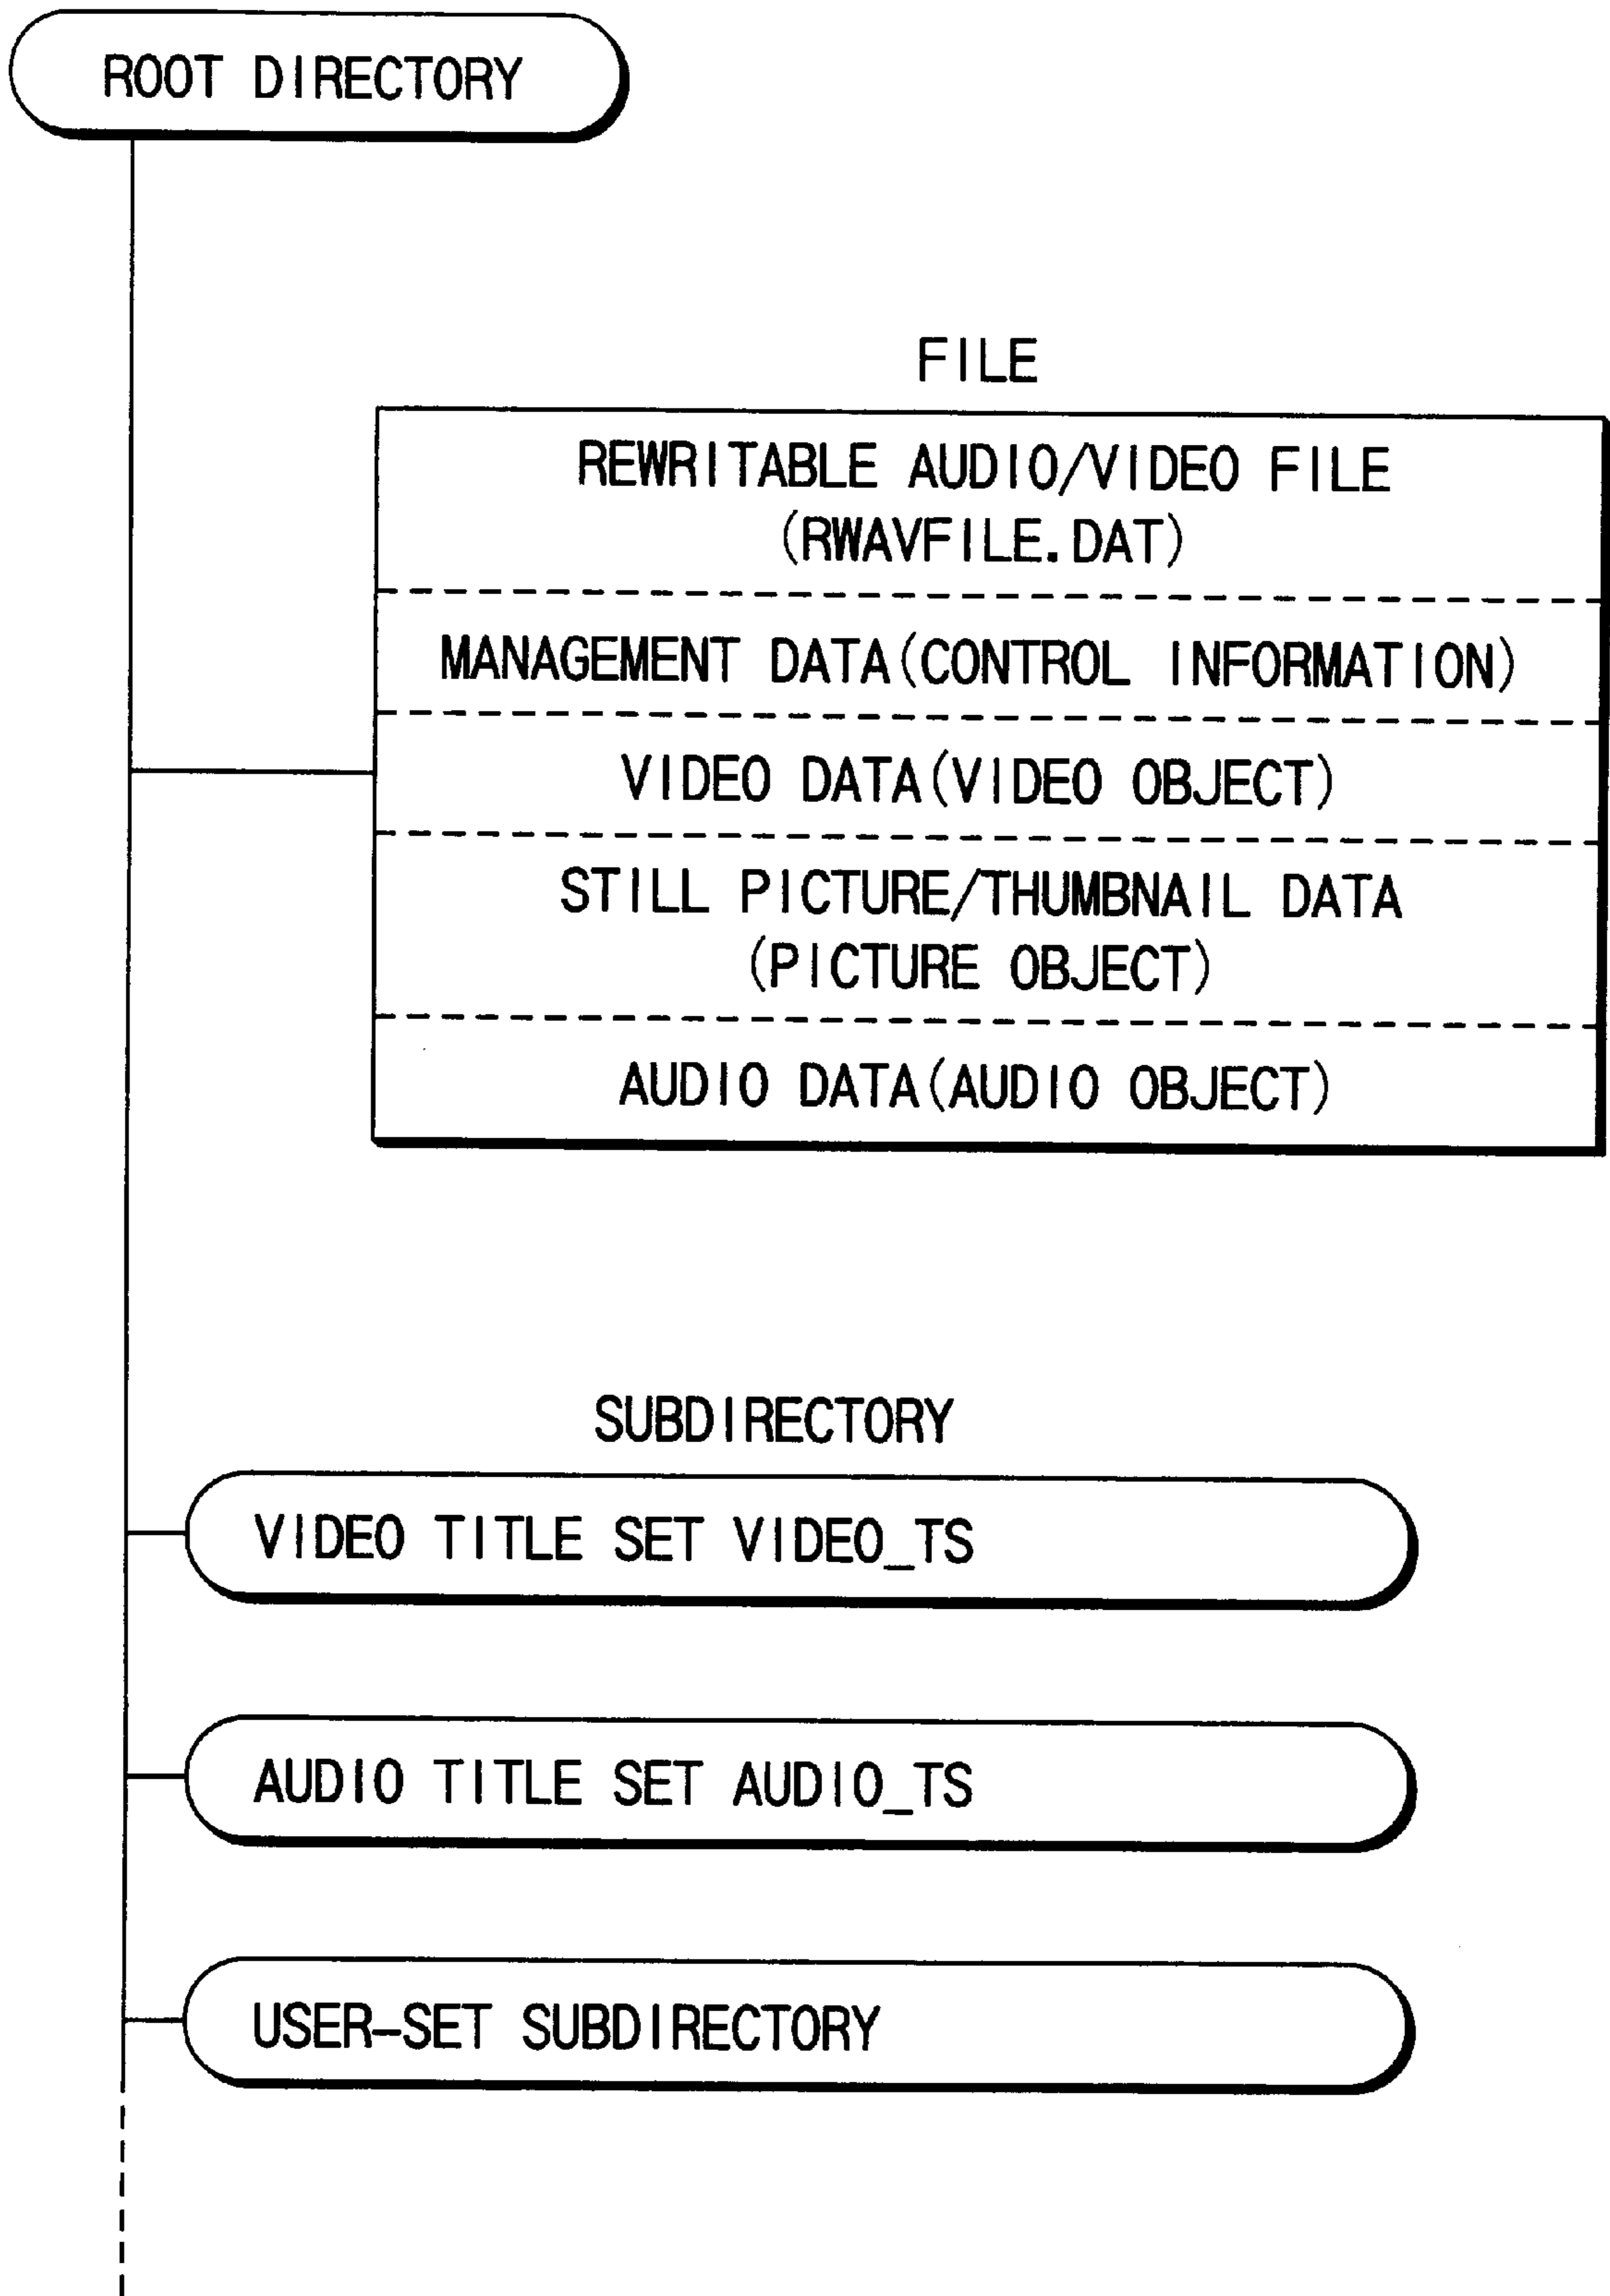 ROOT DIRECTORY
FILE
REWRITABLE AUDIO/VIDEO FILE
(RWAVFILE.DAT)
MANAGEMENT DATA(CONTROL INFORMATION)
VIDEO DATA(VIDEO OBJECT)
STILL PICTURE/THUMBNAIL DATA
(PICTURE OBJECT)
AUDIO DATA(AUDIO OBJECT)
SUBDIRECTORY
VIDEO TITLE SET VIDEO_TS
AUDIO TITLE SET AUDIO_TS
USER-SET SUBDIRECTORY